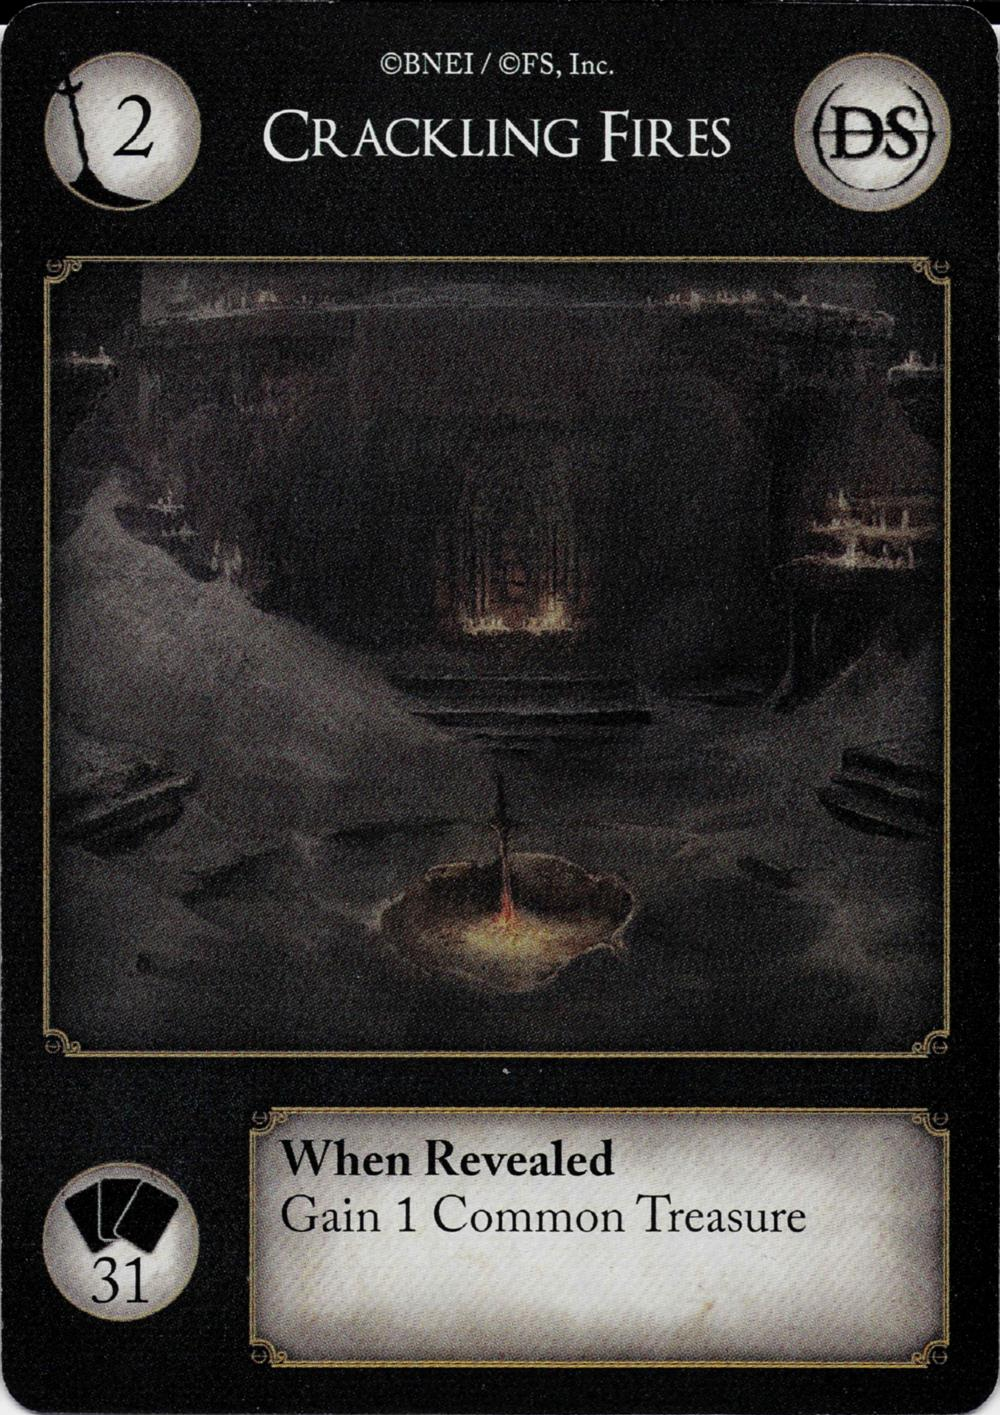 ©BNEI / ©FS, Inc.
2
CRACKLING FIRES
DS
When Revealed
Gain 1 Common Treasure
31